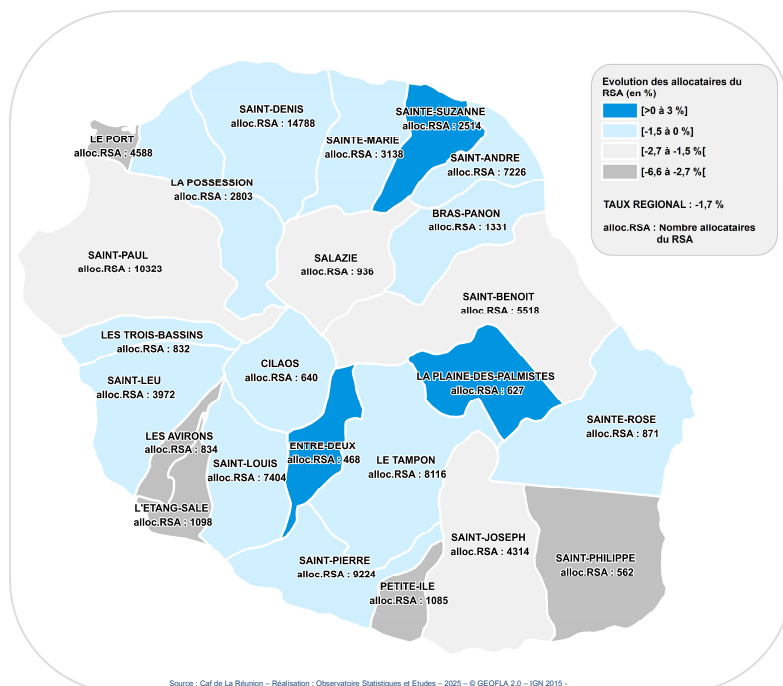 SAINT-DENIS
alloc.RSA : 14788
SAINTE-SUZANNE
alloc.RSA : 2514
LE PORT
alloc.RSA : 4588
SAINTE-MARIE
alloc.RSA : 3138
SAINT-ANDRE
alloc.RSA : 7226
LA POSSESSION
alloc.RSA : 2803
BRAS-PANON
alloc.RSA : 1331
SAINT-PAUL
alloc.RSA : 10323
SALAZIE
alloc.RSA : 936
SAINT-BENOIT
alloc.RSA : 5518
LES TROIS-BASSINS
alloc.RSA : 832
CILAOS
alloc.RSA : 640
SAINT-LEU
alloc.RSA : 3972
LA PLAINE-DES-PALMISTES
alloc.RSA : 627
SAINTE-ROSE
alloc.RSA : 871
LES AVIRONS
alloc.RSA : 834
ENTRE-DEUX
alloc.RSA : 468
SAINT-LOUIS
alloc.RSA : 7404
LE TAMPON
alloc.RSA : 8116
L'ETANG-SALE
alloc.RSA : 1098
SAINT-JOSEPH
alloc.RSA : 4314
SAINT-PIERRE
alloc.RSA : 9224
SAINT-PHILIPPE
alloc.RSA : 562
PETITE-ILE
alloc.RSA : 1085
Evolution des allocataires du
RSA (en %)
[>0 à 3 %]
[-1,5 à 0 %]
[-2,7 à -1,5 %[
[-6,6 à -2,7 %[
TAUX REGIONAL : -1,7 %
alloc.RSA : Nombre allocataires
du RSA
Source : Caf de La Réunion – Réalisation : Observatoire Statistiques et Etudes – 2025 – © GEOFLA 2.0 – IGN 2015 -